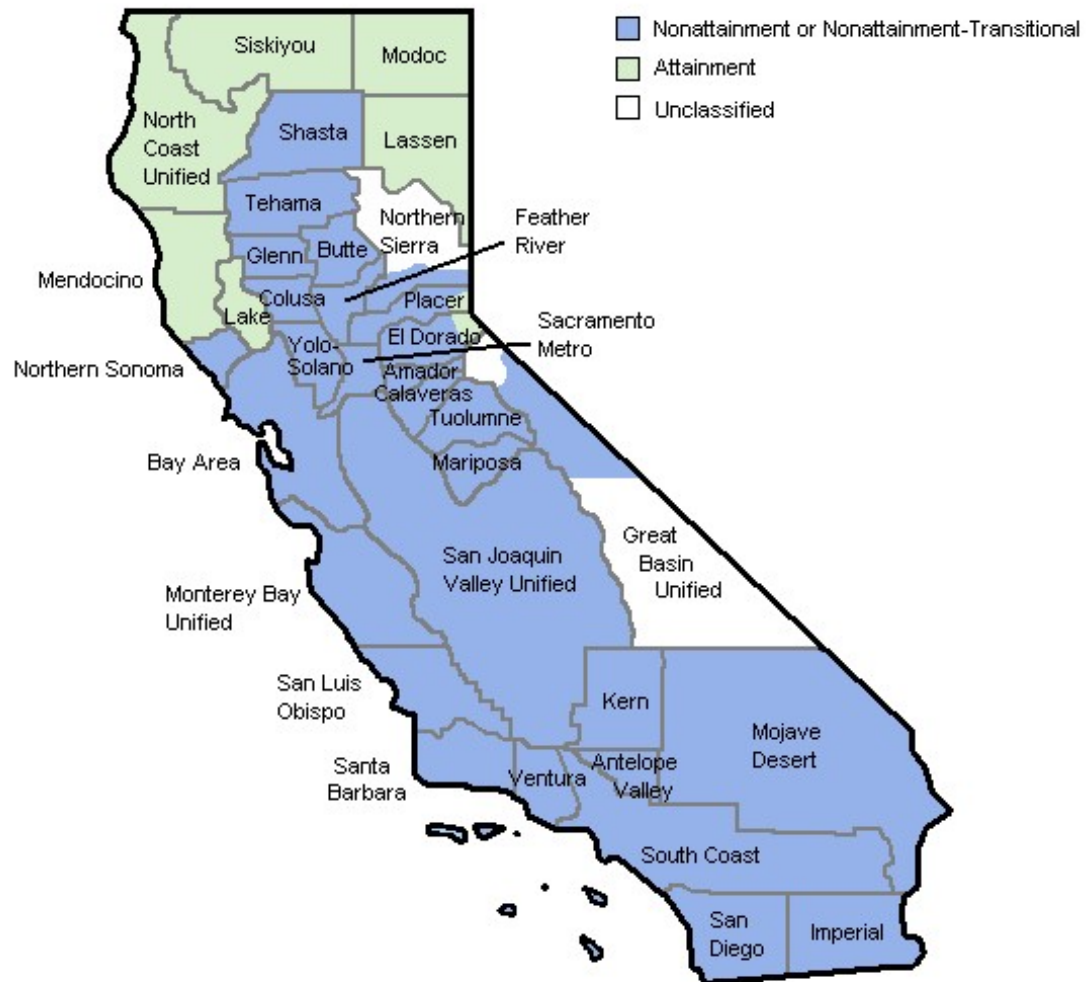 Nonattainment or Nonattainment-Transitional
Attainment
Unclassified
Siskiyou
Modoc
North
Coast
Unified
Shasta
Lassen
Tehama
Northern
Sierra
Feather
River
Glenn
Butte
Mendocino
Colusa
Placer
Lake
El Dorado
Sacramento
Metro
Yolo-
Solano
Northern Sonoma
Amador
Calaveras
Tuolumne
Bay Area
Mariposa
Great
Basin
Unified
San Joaquin
Valley Unified
Monterey Bay
Unified
San Luis
Obispo
Kern
Mojave
Desert
Santa
Barbara
Ventura
Antelope
Valley
South Coast
San
Diego
Imperial